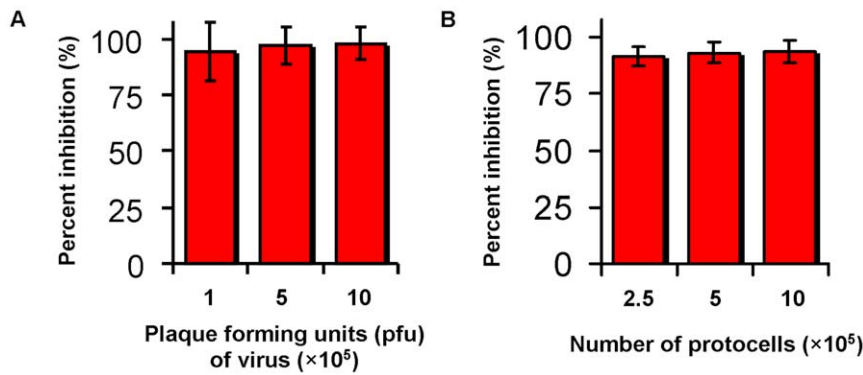 A
Percent inhibition (%)
100
75
50
25
0
1 5 10
Plaque forming units (pfu)
of virus (×10⁵)
B
Percent inhibition (%)
100
75
50
25
0
2.5 5 10
Number of protocells (×10⁵)